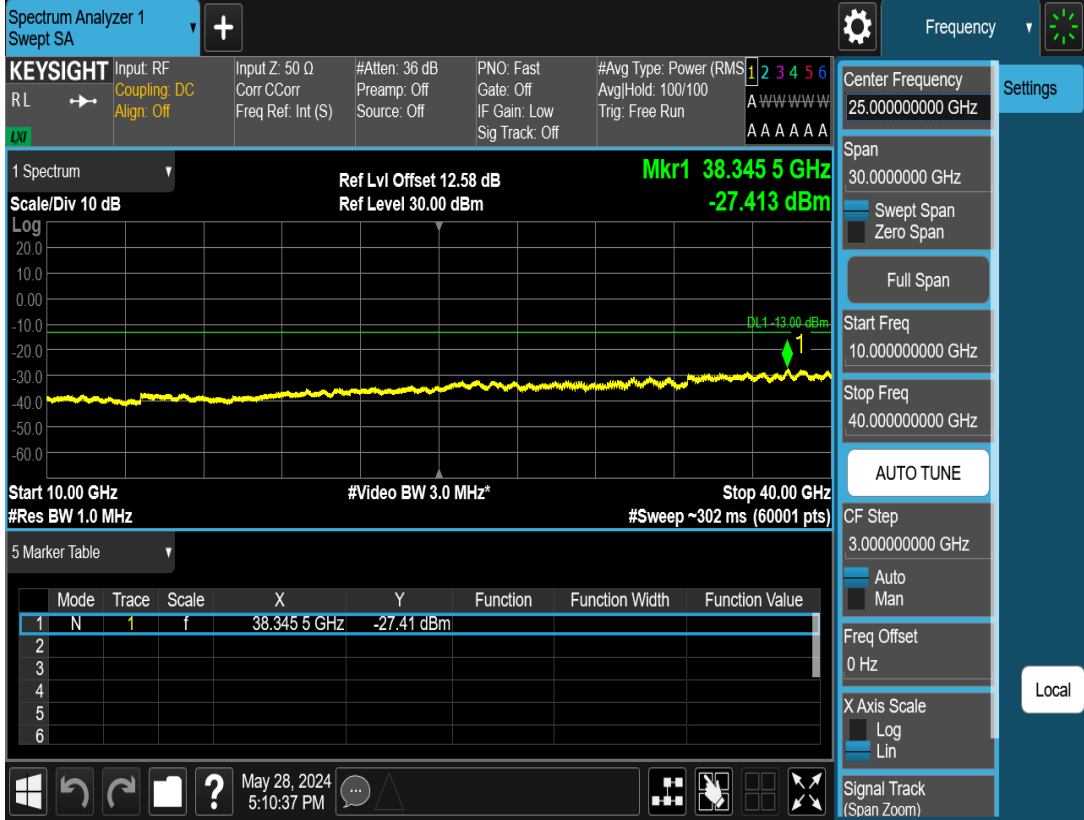 Spectrum Analyzer 1
Swept SA
+
Frequency
KEYSIGHT
R L
LXI
Input: RF
Coupling: DC
Align: Off
Input Z: 50 Ω
Corr CCorr
Freq Ref: Int (S)
#Atten: 36 dB
Preamp: Off
Source: Off
PNO: Fast
Gate: Off
IF Gain: Low
Sig Track: Off
#Avg Type: Power (RMS
Avg|Hold: 100/100
Trig: Free Run
1 2 3 4 5 6
A W W W W W
A A A A A A
1 Spectrum
Scale/Div 10 dB
Ref Lvl Offset 12.58 dB
Ref Level 30.00 dBm
Mkr1 38.345 5 GHz
-27.413 dBm
Log
20.0
10.0
0.00
-10.0
-20.0
-30.0
-40.0
-50.0
-60.0
DL1 -13.00 dBm
1
Start 10.00 GHz
#Video BW 3.0 MHz*
Stop 40.00 GHz
#Res BW 1.0 MHz
#Sweep ~302 ms (60001 pts)
5 Marker Table
Mode Trace Scale X Y Function Function Width Function Value
1 N 1 f 38.345 5 GHz -27.41 dBm
2
3
4
5
6
?
May 28, 2024
5:10:37 PM
Center Frequency
25.000000000 GHz
Settings
Span
30.0000000 GHz
Swept Span
Zero Span
Full Span
Start Freq
10.000000000 GHz
Stop Freq
40.000000000 GHz
AUTO TUNE
CF Step
3.000000000 GHz
Auto
Man
Freq Offset
0 Hz
X Axis Scale
Log
Lin
Local
Signal Track
(Span Zoom)